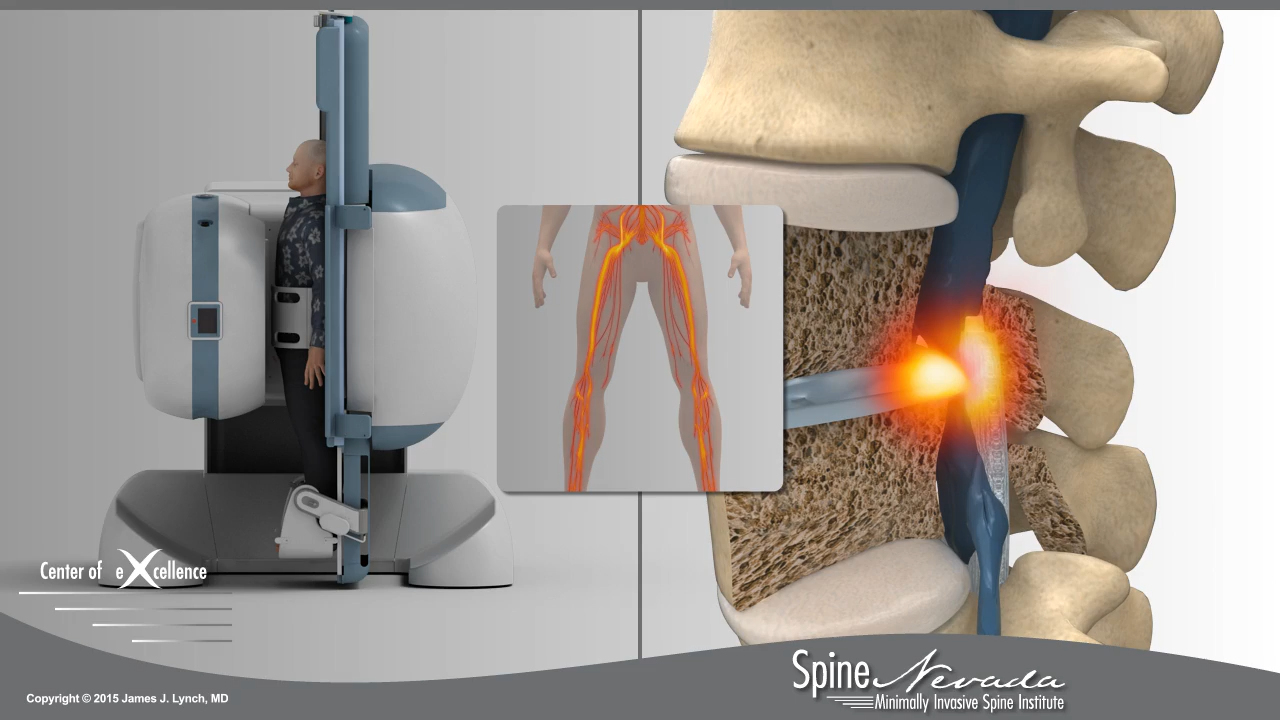 Center of eXcellence
Copyright © 2015 James J. Lynch, MD
Spine Nevada
Minimally Invasive Spine Institute